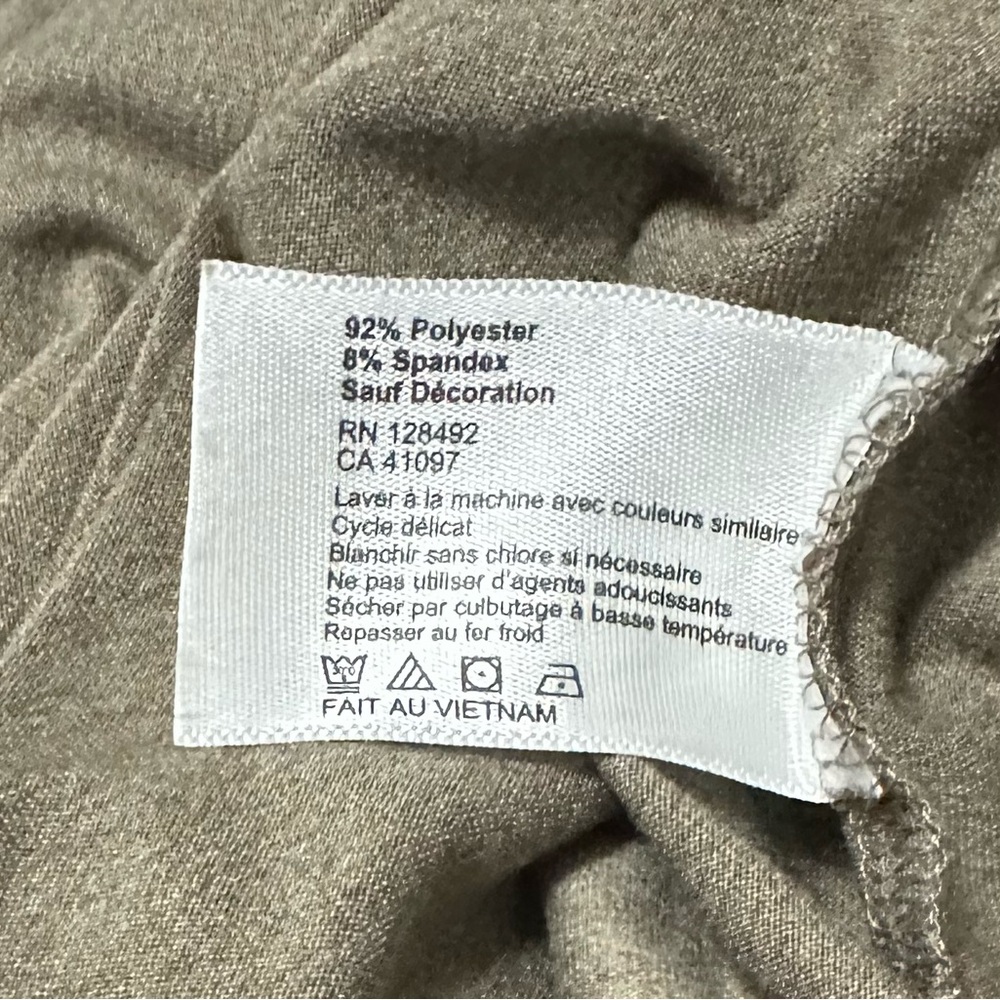 92% Polyester
8% Spandex
Sauf Décoration
RN 128492
CA 41097
Laver à la machine avec couleurs similaire
Cycle délicat
Blanchir sans chlore si nécessaire
Ne pas utiliser d'agents adoucissants
Sécher par culbutage à basse température
Repasser au fer froid
FAIT AU VIETNAM